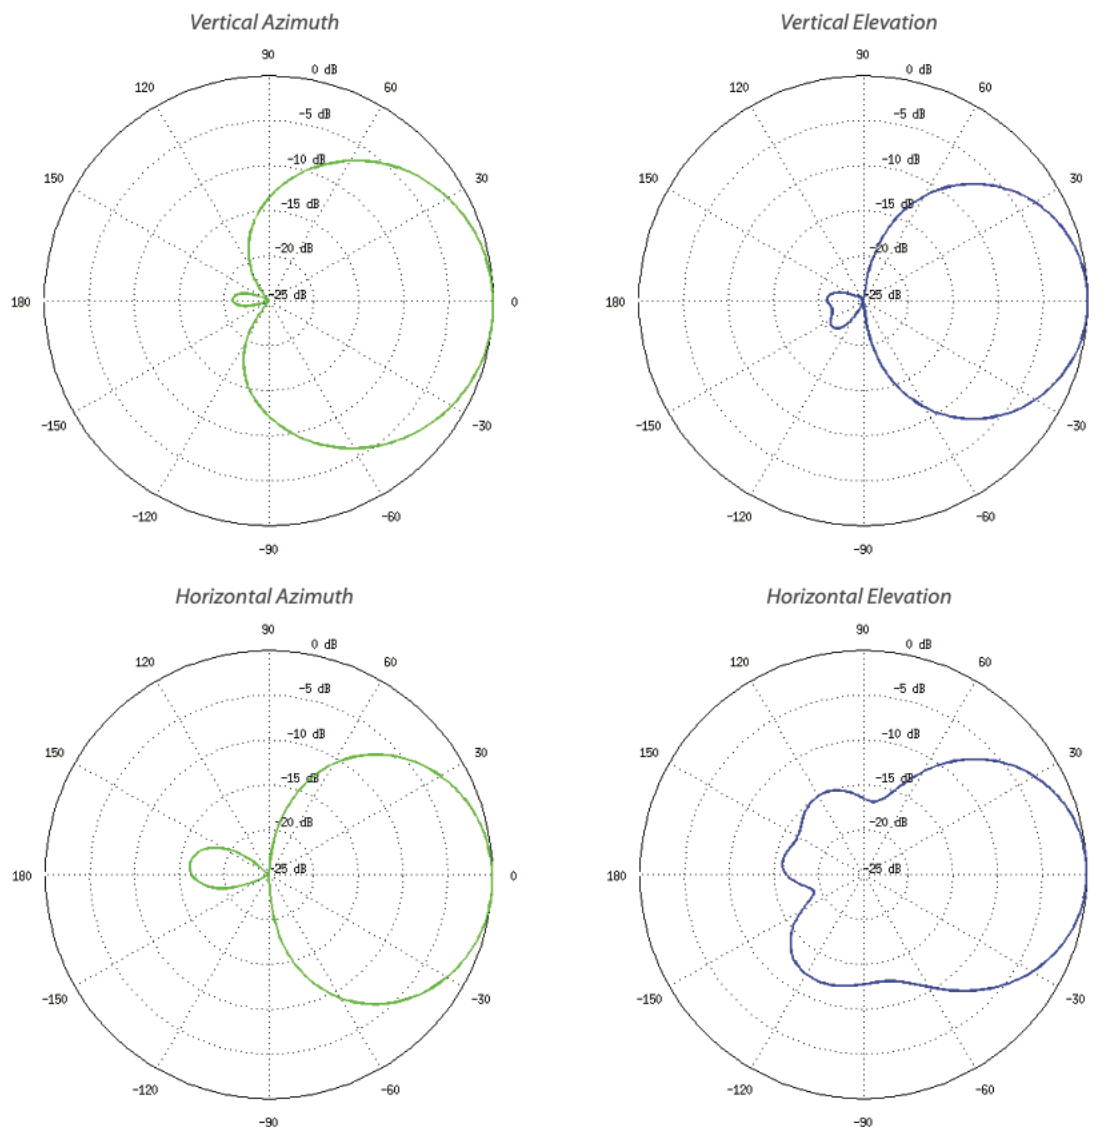 Vertical Azimuth
Vertical Elevation
90
0 dB
120
60
-5 dB
-10 dB
150
30
-15 dB
-20 dB
180
-25 dB
0
-150
-30
-120
-60
-90
90
0 dB
120
60
-5 dB
-10 dB
150
30
-15 dB
-20 dB
180
-25 dB
0
-150
-30
-120
-60
-90
Horizontal Azimuth
Horizontal Elevation
90
0 dB
120
60
-5 dB
-10 dB
150
30
-15 dB
-20 dB
180
-25 dB
0
-150
-30
-120
-60
-90
90
0 dB
120
60
-5 dB
-10 dB
150
30
-15 dB
-20 dB
180
-25 dB
0
-150
-30
-120
-60
-90